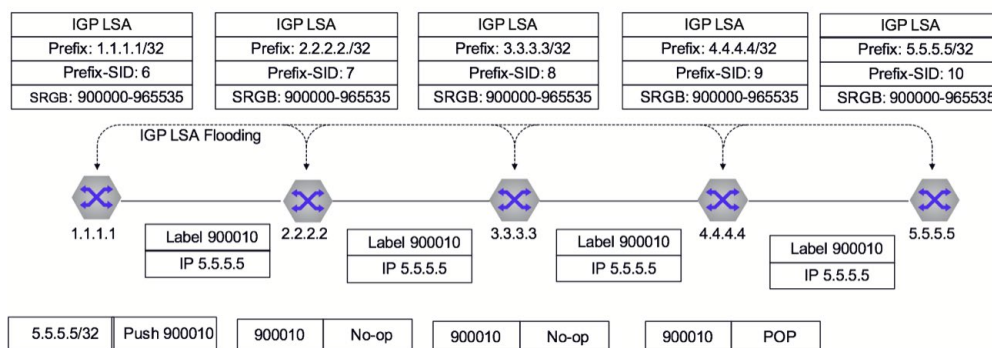 IGP LSA
Prefix: 1.1.1.1/32
Prefix-SID: 6
SRGB: 900000-965535
IGP LSA
Prefix: 2.2.2.2./32
Prefix-SID: 7
SRGB: 900000-965535
IGP LSA
Prefix: 3.3.3.3/32
Prefix-SID: 8
SRGB: 900000-965535
IGP LSA
Prefix: 4.4.4.4/32
Prefix-SID: 9
SRGB: 900000-965535
IGP LSA
Prefix: 5.5.5.5/32
Prefix-SID: 10
SRGB: 900000-965535
IGP LSA Flooding
1.1.1.1
2.2.2.2
3.3.3.3
4.4.4.4
5.5.5.5
Label 900010
IP 5.5.5.5
Label 900010
IP 5.5.5.5
Label 900010
IP 5.5.5.5
Label 900010
IP 5.5.5.5
5.5.5.5/32 Push 900010
900010 No-op
900010 No-op
900010 POP